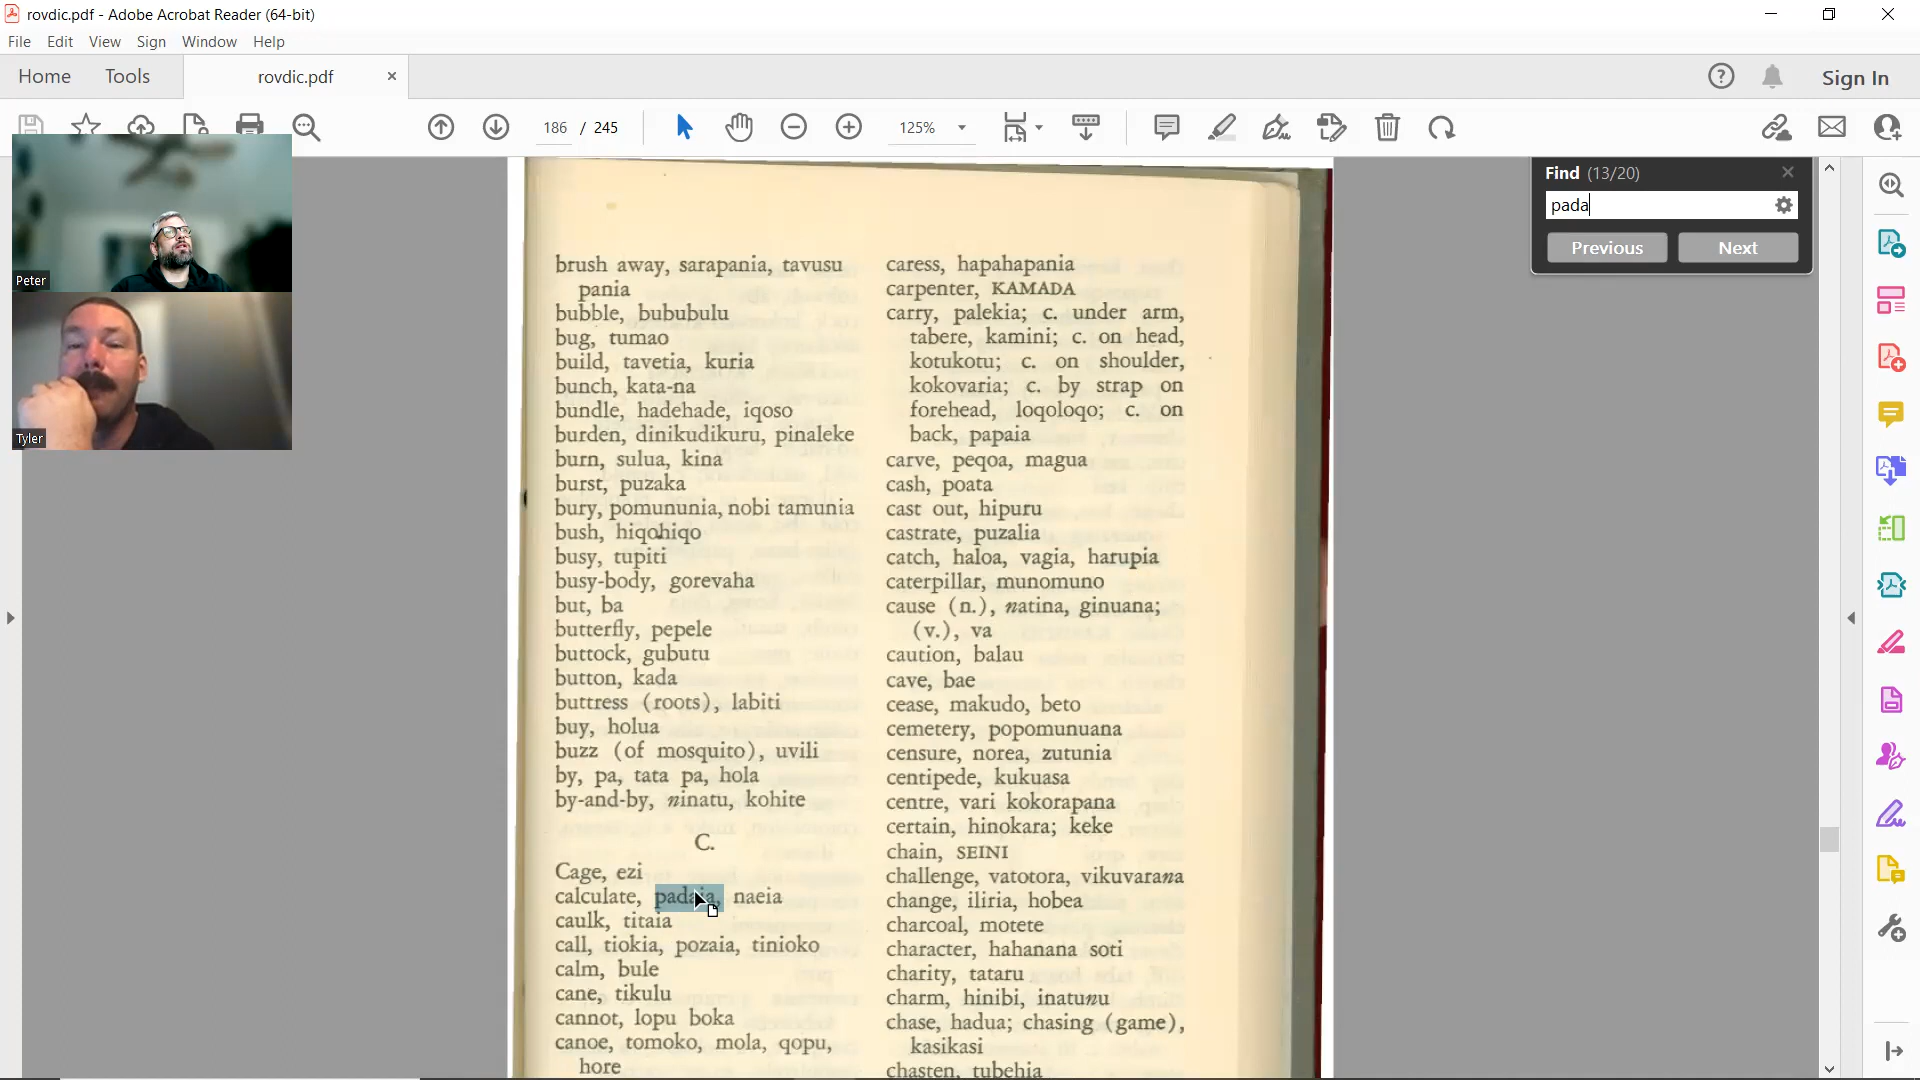 rovdic.pdf - Adobe Acrobat Reader (64-bit)
File Edit View Sign Window Help
Home Tools rovdic.pdf × Sign In
186 / 245 125%
Find (13/20)
pada
Previous Next
Peter
Tyler
brush away, sarapania, tavusu
pania
bubble, bububulu
bug, tumao
build, tavetia, kuria
bunch, kata-na
bundle, hadehade, iqoso
burden, dinikudikuru, pinaleke
burn, sulua, kina
burst, puzaka
bury, pomununia, nobi tamunia
bush, hiqohiqo
busy, tupiti
busy-body, gorevaha
but, ba
butterfly, pepele
buttock, gubutu
button, kada
buttress (roots), labiti
buy, holua
buzz (of mosquito), uvili
by, pa, tata pa, hola
by-and-by, ninatu, kohite
C.
Cage, ezi
calculate, padaia, naeia
caulk, titaia
call, tiokia, pozaia, tinioko
calm, bule
cane, tikulu
cannot, lopu boka
canoe, tomoko, mola, qopu,
hore
caress, hapahapania
carpenter, KAMADA
carry, palekia; c. under arm,
tabere, kamini; c. on head,
kotukotu; c. on shoulder,
kokovaria; c. by strap on
forehead, loqoloqo; c. on
back, papaia
carve, peqoa, magua
cash, poata
cast out, hipuru
castrate, puzalia
catch, haloa, vagia, harupia
caterpillar, munomuno
cause (n.), natina, ginuana;
(v.), va
caution, balau
cave, bae
cease, makudo, beto
cemetery, popomunuana
censure, norea, zutunia
centipede, kukuasa
centre, vari kokorapana
certain, hinokara; keke
chain, SEINI
challenge, vatotora, vikuvarana
change, iliria, hobea
charcoal, motete
character, hahanana soti
charity, tataru
charm, hinibi, inatunu
chase, hadua; chasing (game),
kasikasi
chasten, tubehia